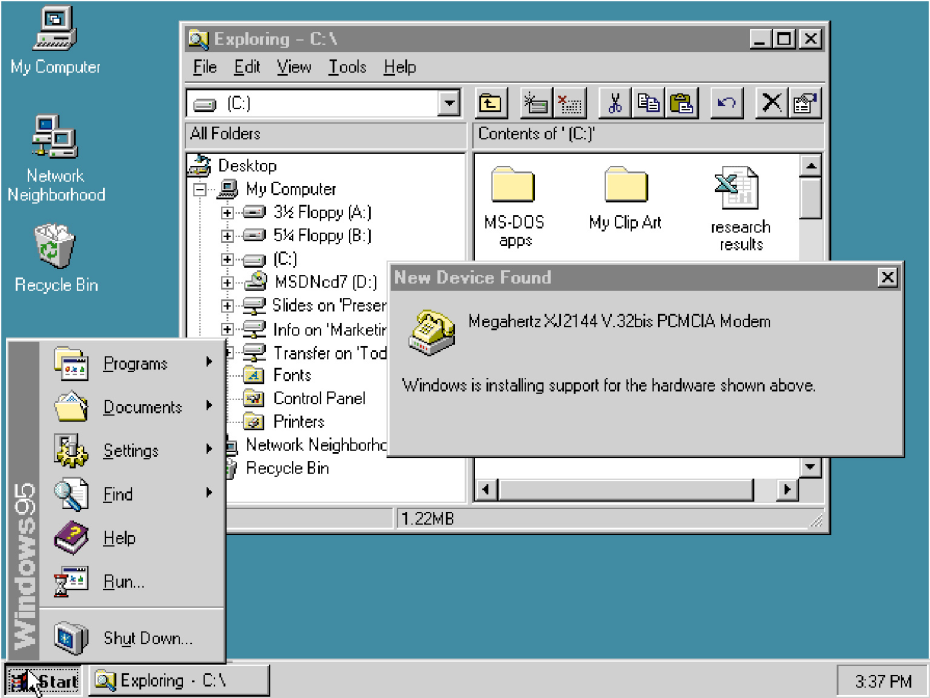 My Computer
Network
Neighborhood
Recycle Bin
Exploring - C:\
File Edit View Tools Help
(C:)
All Folders
Contents of ' (C:)'
Desktop
My Computer
3½ Floppy (A:)
5¼ Floppy (B:)
(C:)
MSDNcd7 (D:)
Slides on 'Preser
Info on 'Marketir
Transfer on 'Tod
Fonts
Control Panel
Printers
Network Neighborho
Recycle Bin
MS-DOS
apps
My Clip Art
research
results
1.22MB
New Device Found
Megahertz XJ2144 V.32bis PCMCIA Modem
Windows is installing support for the hardware shown above.
Windows95
Programs
Documents
Settings
Find
Help
Run...
Shut Down...
Start
Exploring - C:\
3:37 PM